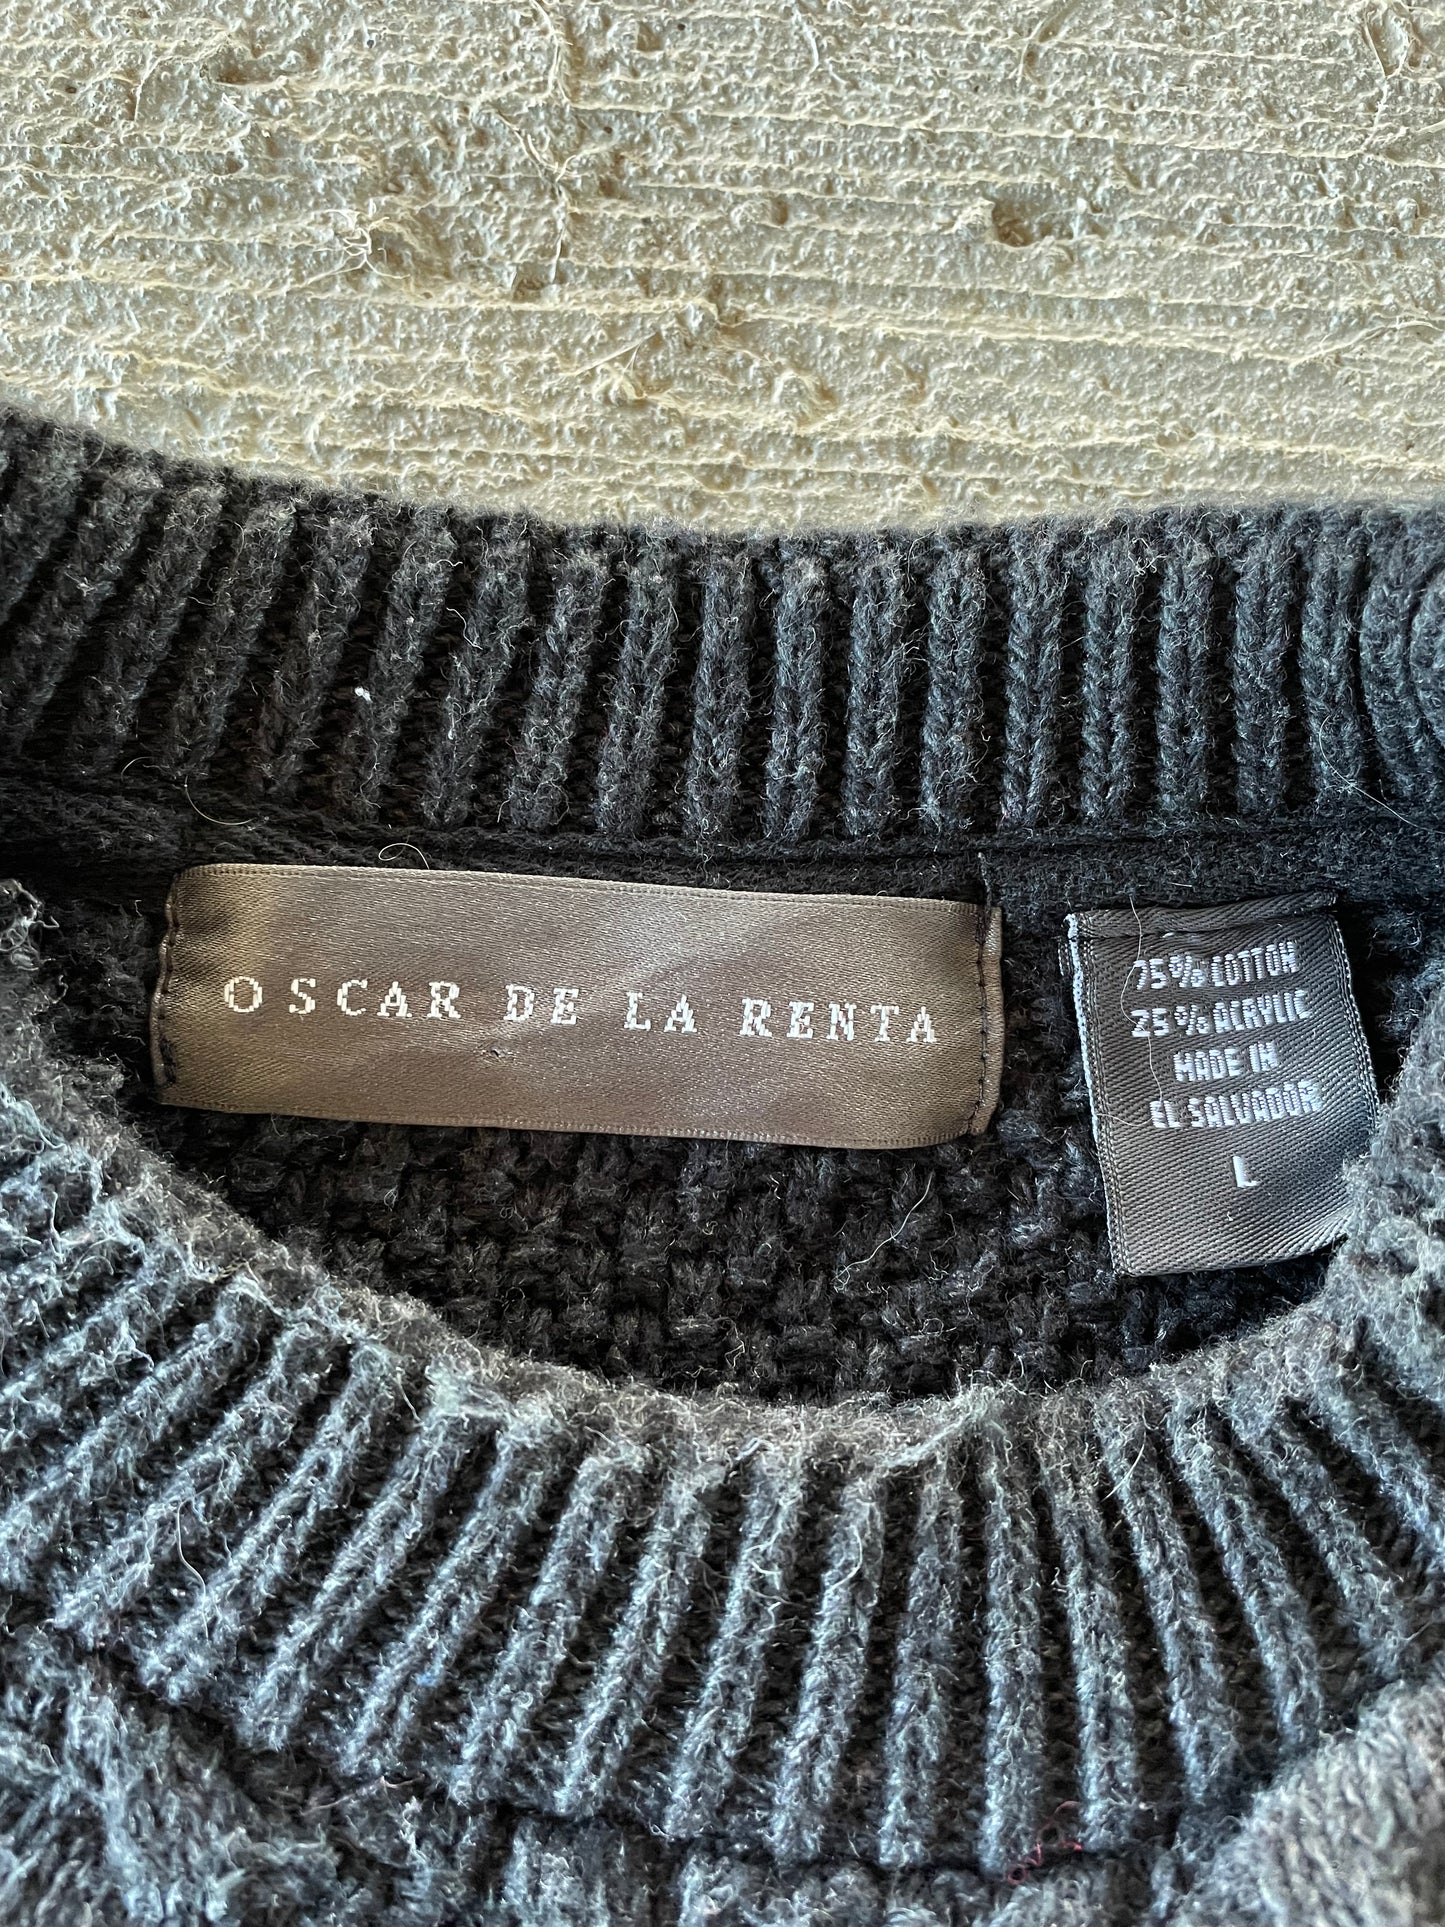 OSCAR DE LA RENTA
75% COTTON
25% ACRYLIC
MADE IN
EL SALVADOR
L